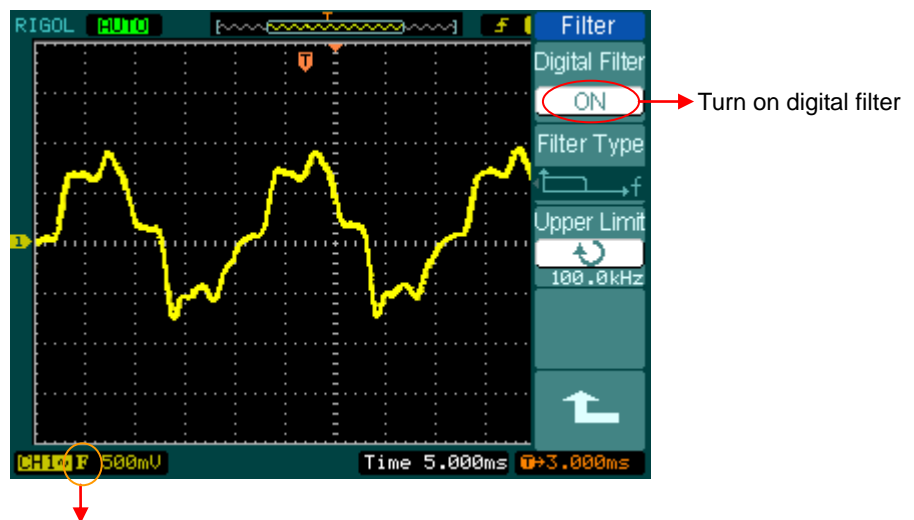 RIGOL AUTO T Filter
Digital Filter
T
ON
Turn on digital filter
Filter Type
f
Upper Limit
1
100.0kHz
CH1 F 500mV Time 5.000ms T→3.000ms